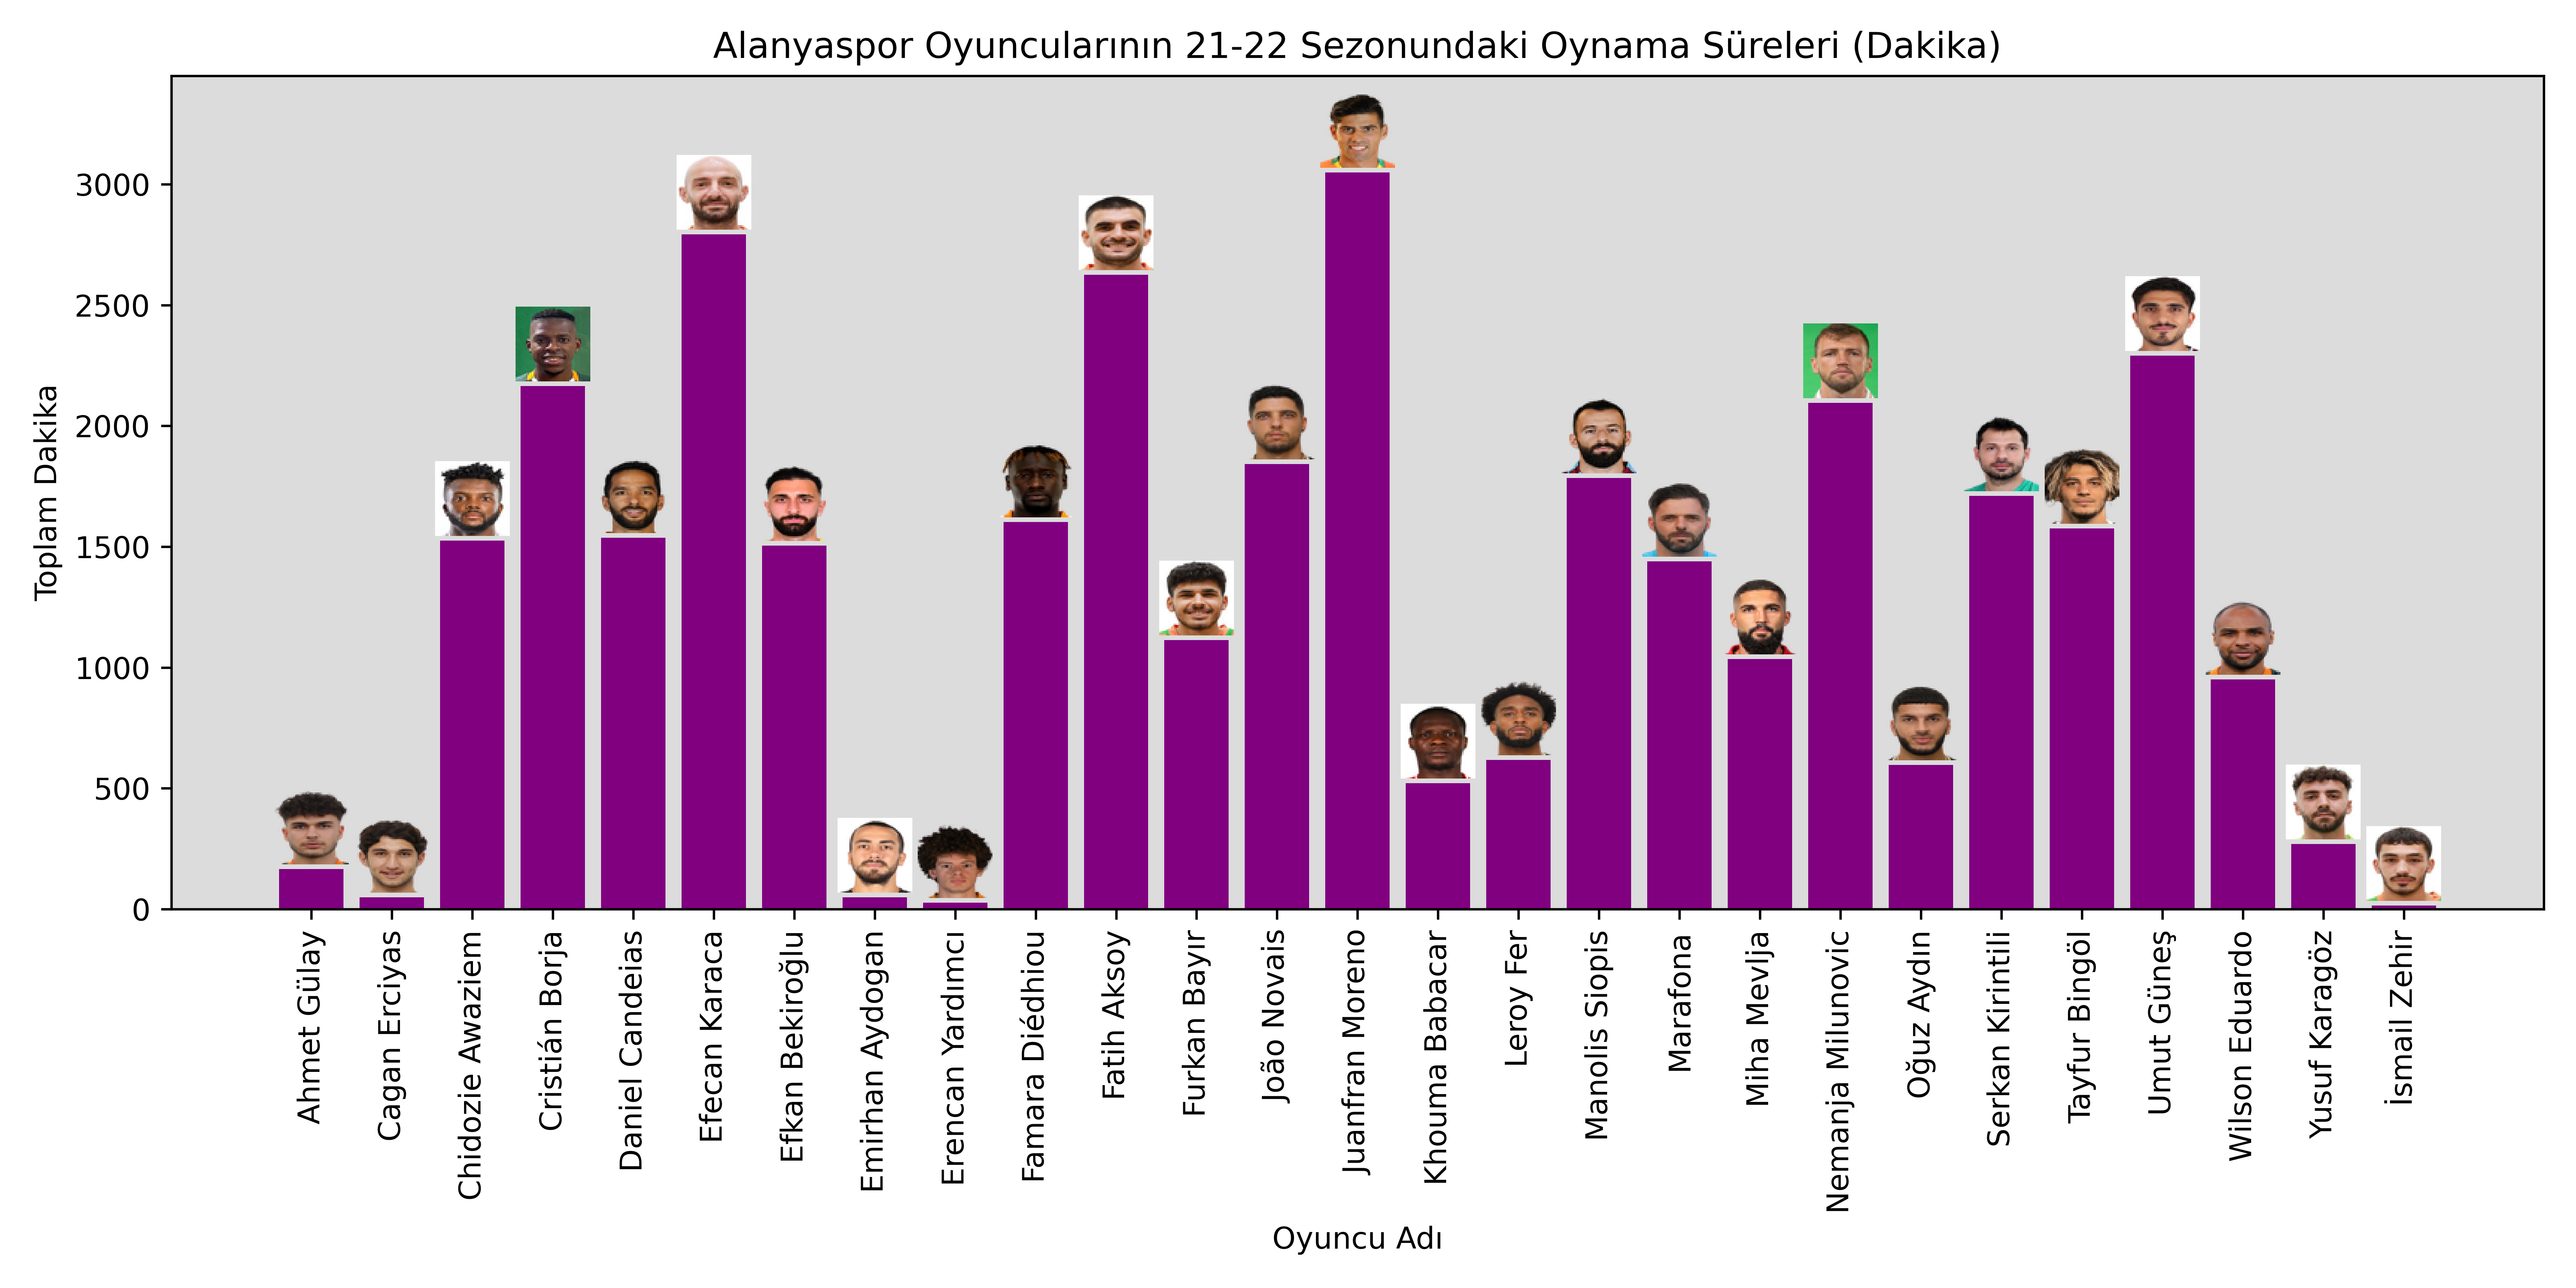 Alanyaspor Oyuncularının 21-22 Sezonundaki Oynama Süreleri (Dakika)
Toplam Dakika
3000
2500
2000
1500
1000
500
0
Ahmet Gülay
Cagan Erciyas
Chidozie Awaziem
Cristián Borja
Daniel Candeias
Efecan Karaca
Efkan Bekiroğlu
Emirhan Aydogan
Erencan Yardımcı
Famara Diédhiou
Fatih Aksoy
Furkan Bayır
João Novais
Juanfran Moreno
Khouma Babacar
Leroy Fer
Manolis Siopis
Marafona
Miha Mevlja
Nemanja Milunovic
Oğuz Aydın
Serkan Kirintili
Tayfur Bingöl
Umut Güneş
Wilson Eduardo
Yusuf Karagöz
İsmail Zehir
Oyuncu Adı